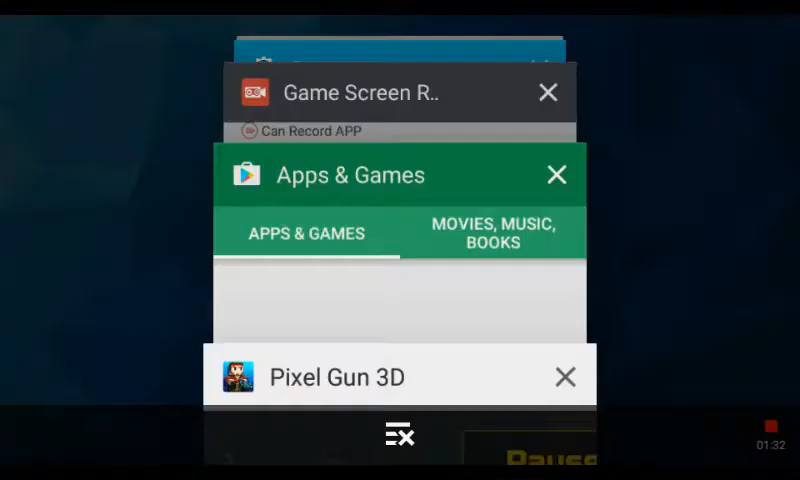 Game Screen R..
Can Record APP
Apps & Games
APPS & GAMES
MOVIES, MUSIC,
BOOKS
Pixel Gun 3D
01:32